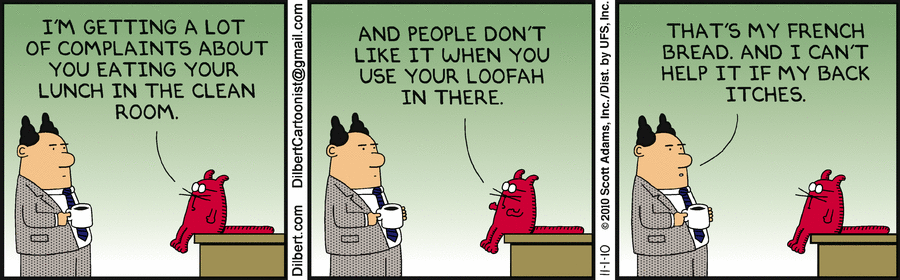 I'M GETTING A LOT
OF COMPLAINTS ABOUT
YOU EATING YOUR
LUNCH IN THE CLEAN
ROOM.
Dilbert.com DilbertCartoonist@gmail.com
AND PEOPLE DON'T
LIKE IT WHEN YOU
USE YOUR LOOFAH
IN THERE.
11-1-10 © 2010 Scott Adams, Inc./Dist. by UFS, Inc.
THAT'S MY FRENCH
BREAD. AND I CAN'T
HELP IT IF MY BACK
ITCHES.